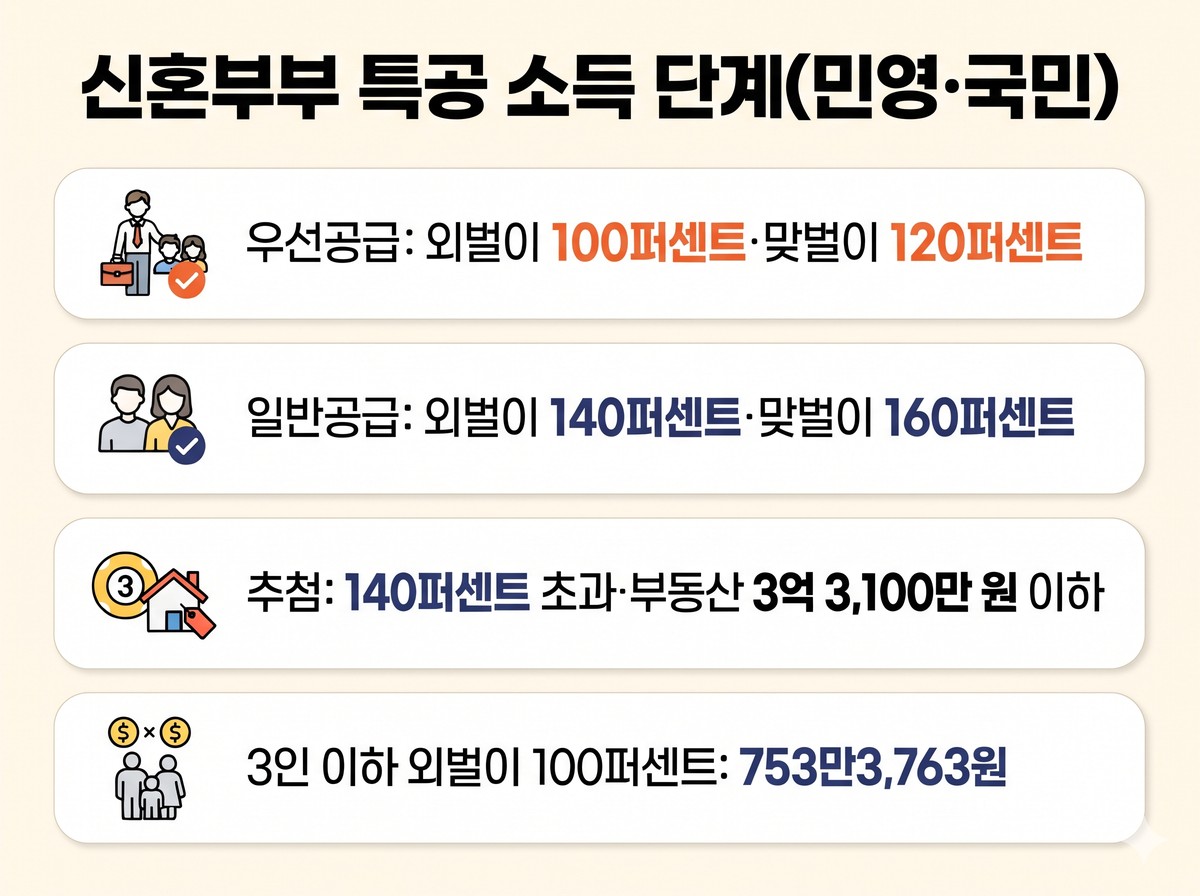 신혼부부 특공 소득 단계(민영·국민)
우선공급: 외벌이 100퍼센트·맞벌이 120퍼센트
일반공급: 외벌이 140퍼센트·맞벌이 160퍼센트
3
추첨: 140퍼센트 초과·부동산 3억 3,100만 원 이하
$ × $
3인 이하 외벌이 100퍼센트: 753만3,763원